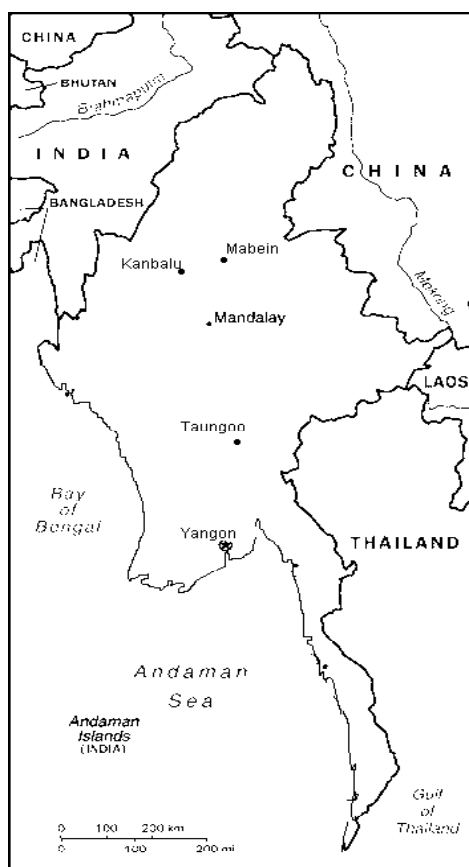 CHINA
BHUTAN
Brahmaputra
INDIA
CHINA
BANGLADESH
Mabein
Kanbalu
Mekong
Mandalay
LAOS
Taungoo
Bay
of
Bengal
Yangon
THAILAND
Andaman
Sea
Andaman
Islands
(INDIA)
Gulf
of
Thailand
0 100 200 km
0 200 mi